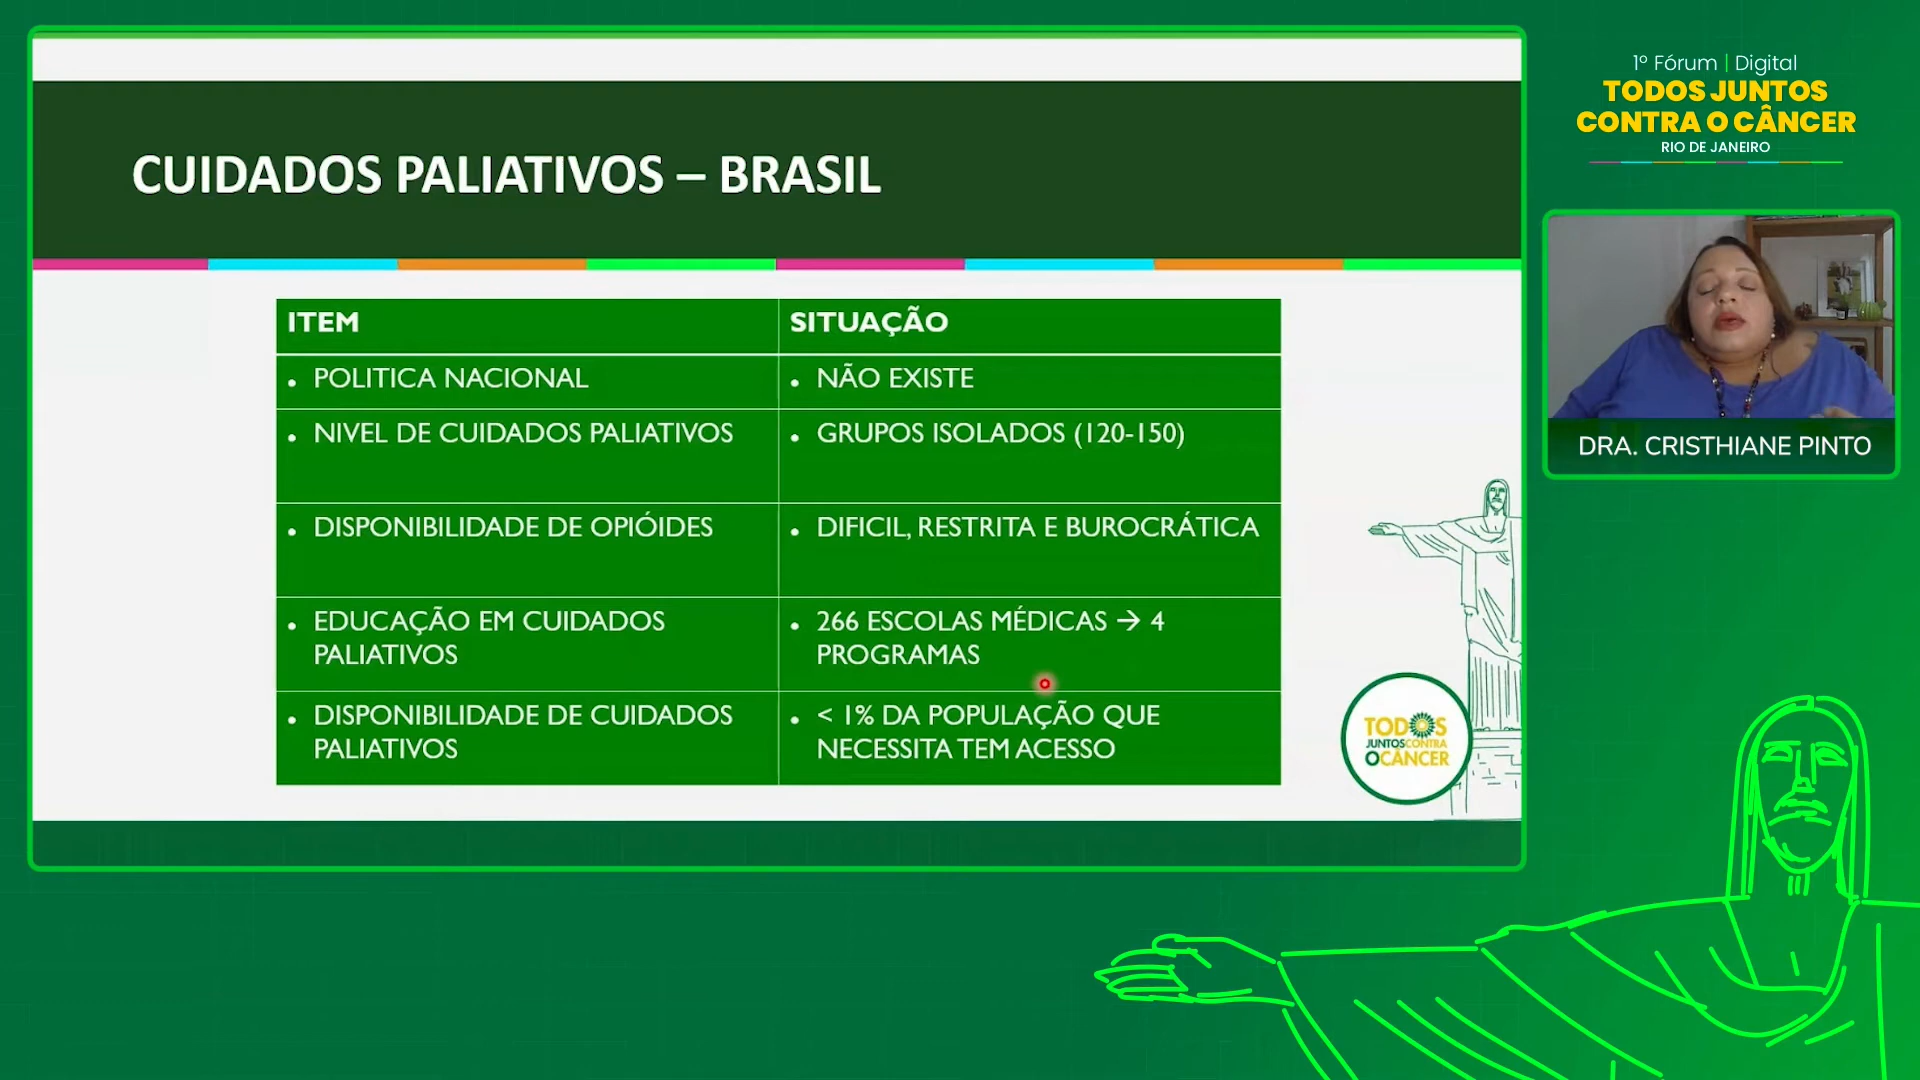 1º Fórum | Digital
TODOS JUNTOS
CONTRA O CÂNCER
RIO DE JANEIRO
CUIDADOS PALIATIVOS – BRASIL
ITEM
SITUAÇÃO
• POLITICA NACIONAL
• NÃO EXISTE
• NIVEL DE CUIDADOS PALIATIVOS
• GRUPOS ISOLADOS (120-150)
• DISPONIBILIDADE DE OPIÓIDES
• DIFICIL, RESTRITA E BUROCRÁTICA
• EDUCAÇÃO EM CUIDADOS
PALIATIVOS
• 266 ESCOLAS MÉDICAS → 4
PROGRAMAS
• DISPONIBILIDADE DE CUIDADOS
PALIATIVOS
• < 1% DA POPULAÇÃO QUE
NECESSITA TEM ACESSO
TODOS
JUNTOSCONTRA
OCÂNCER
DRA. CRISTHIANE PINTO